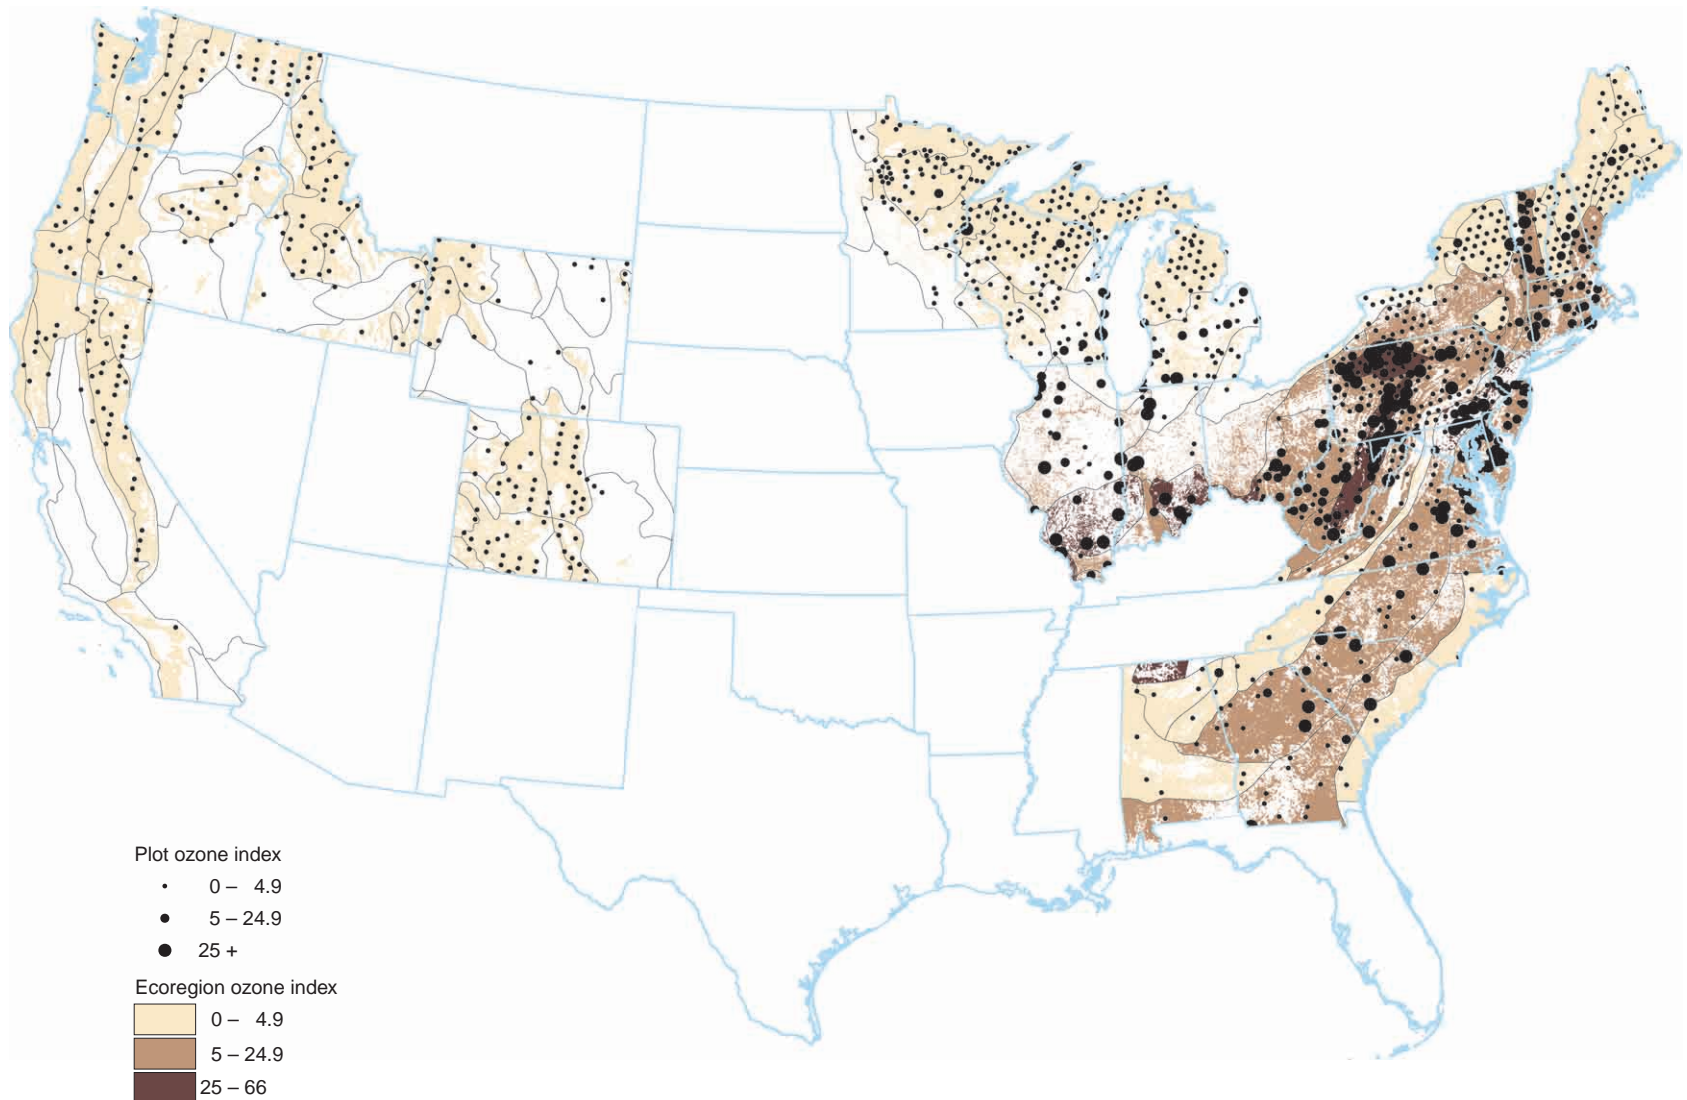 Plot ozone index
0 – 4.9
5 – 24.9
25 +
Ecoregion ozone index
0 – 4.9
5 – 24.9
25 – 66